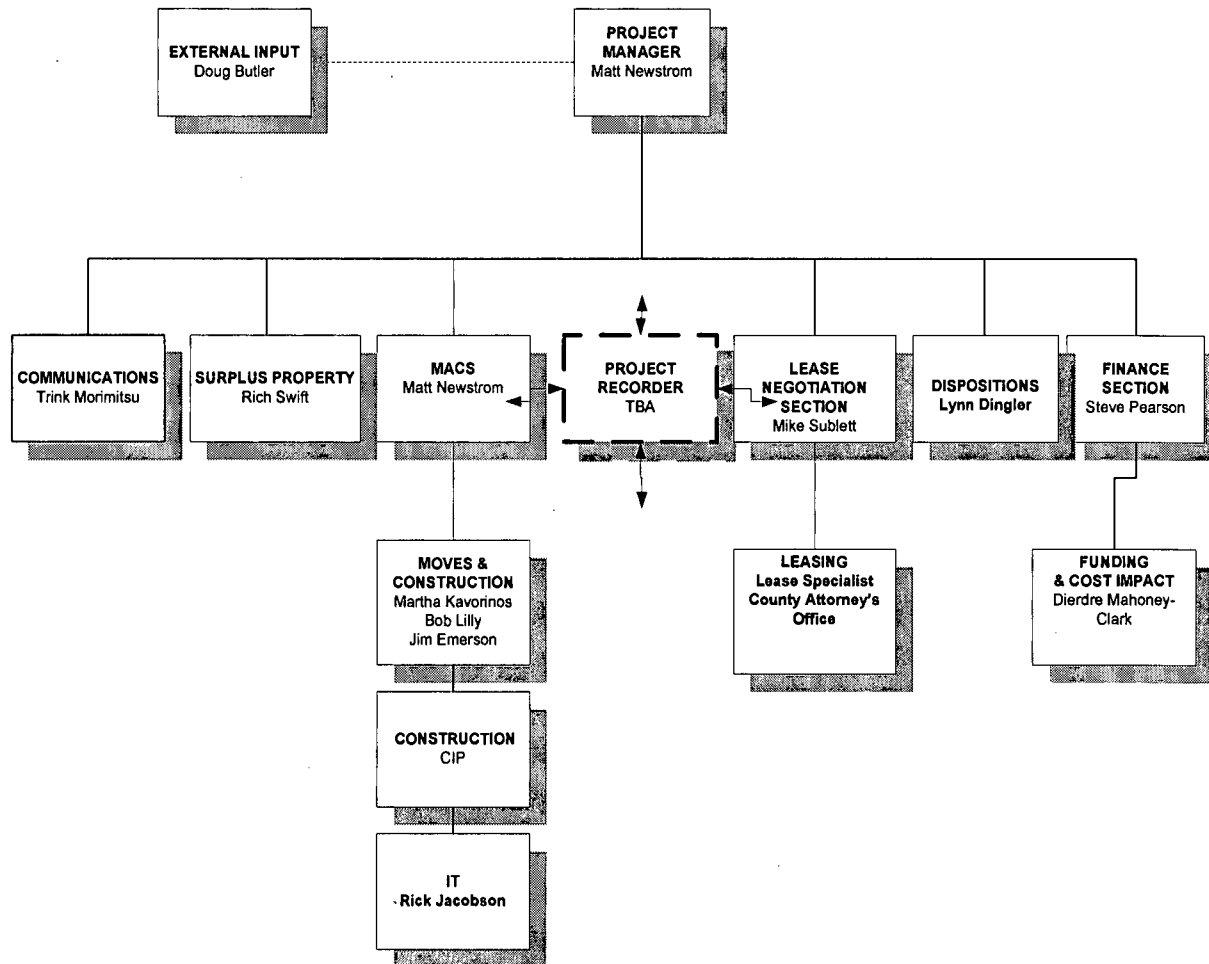 EXTERNAL INPUT
Doug Butler
PROJECT
MANAGER
Matt Newstrom
COMMUNICATIONS
Trink Morimitsu
SURPLUS PROPERTY
Rich Swift
MACS
Matt Newstrom
PROJECT
RECORDER
TBA
LEASE
NEGOTIATION
SECTION
Mike Sublett
DISPOSITIONS
Lynn Dingler
FINANCE
SECTION
Steve Pearson
MOVES &
CONSTRUCTION
Martha Kavorinos
Bob Lilly
Jim Emerson
LEASING
Lease Specialist
County Attorney's
Office
FUNDING
& COST IMPACT
Dierdre Mahoney-
Clark
CONSTRUCTION
CIP
IT
Rick Jacobson